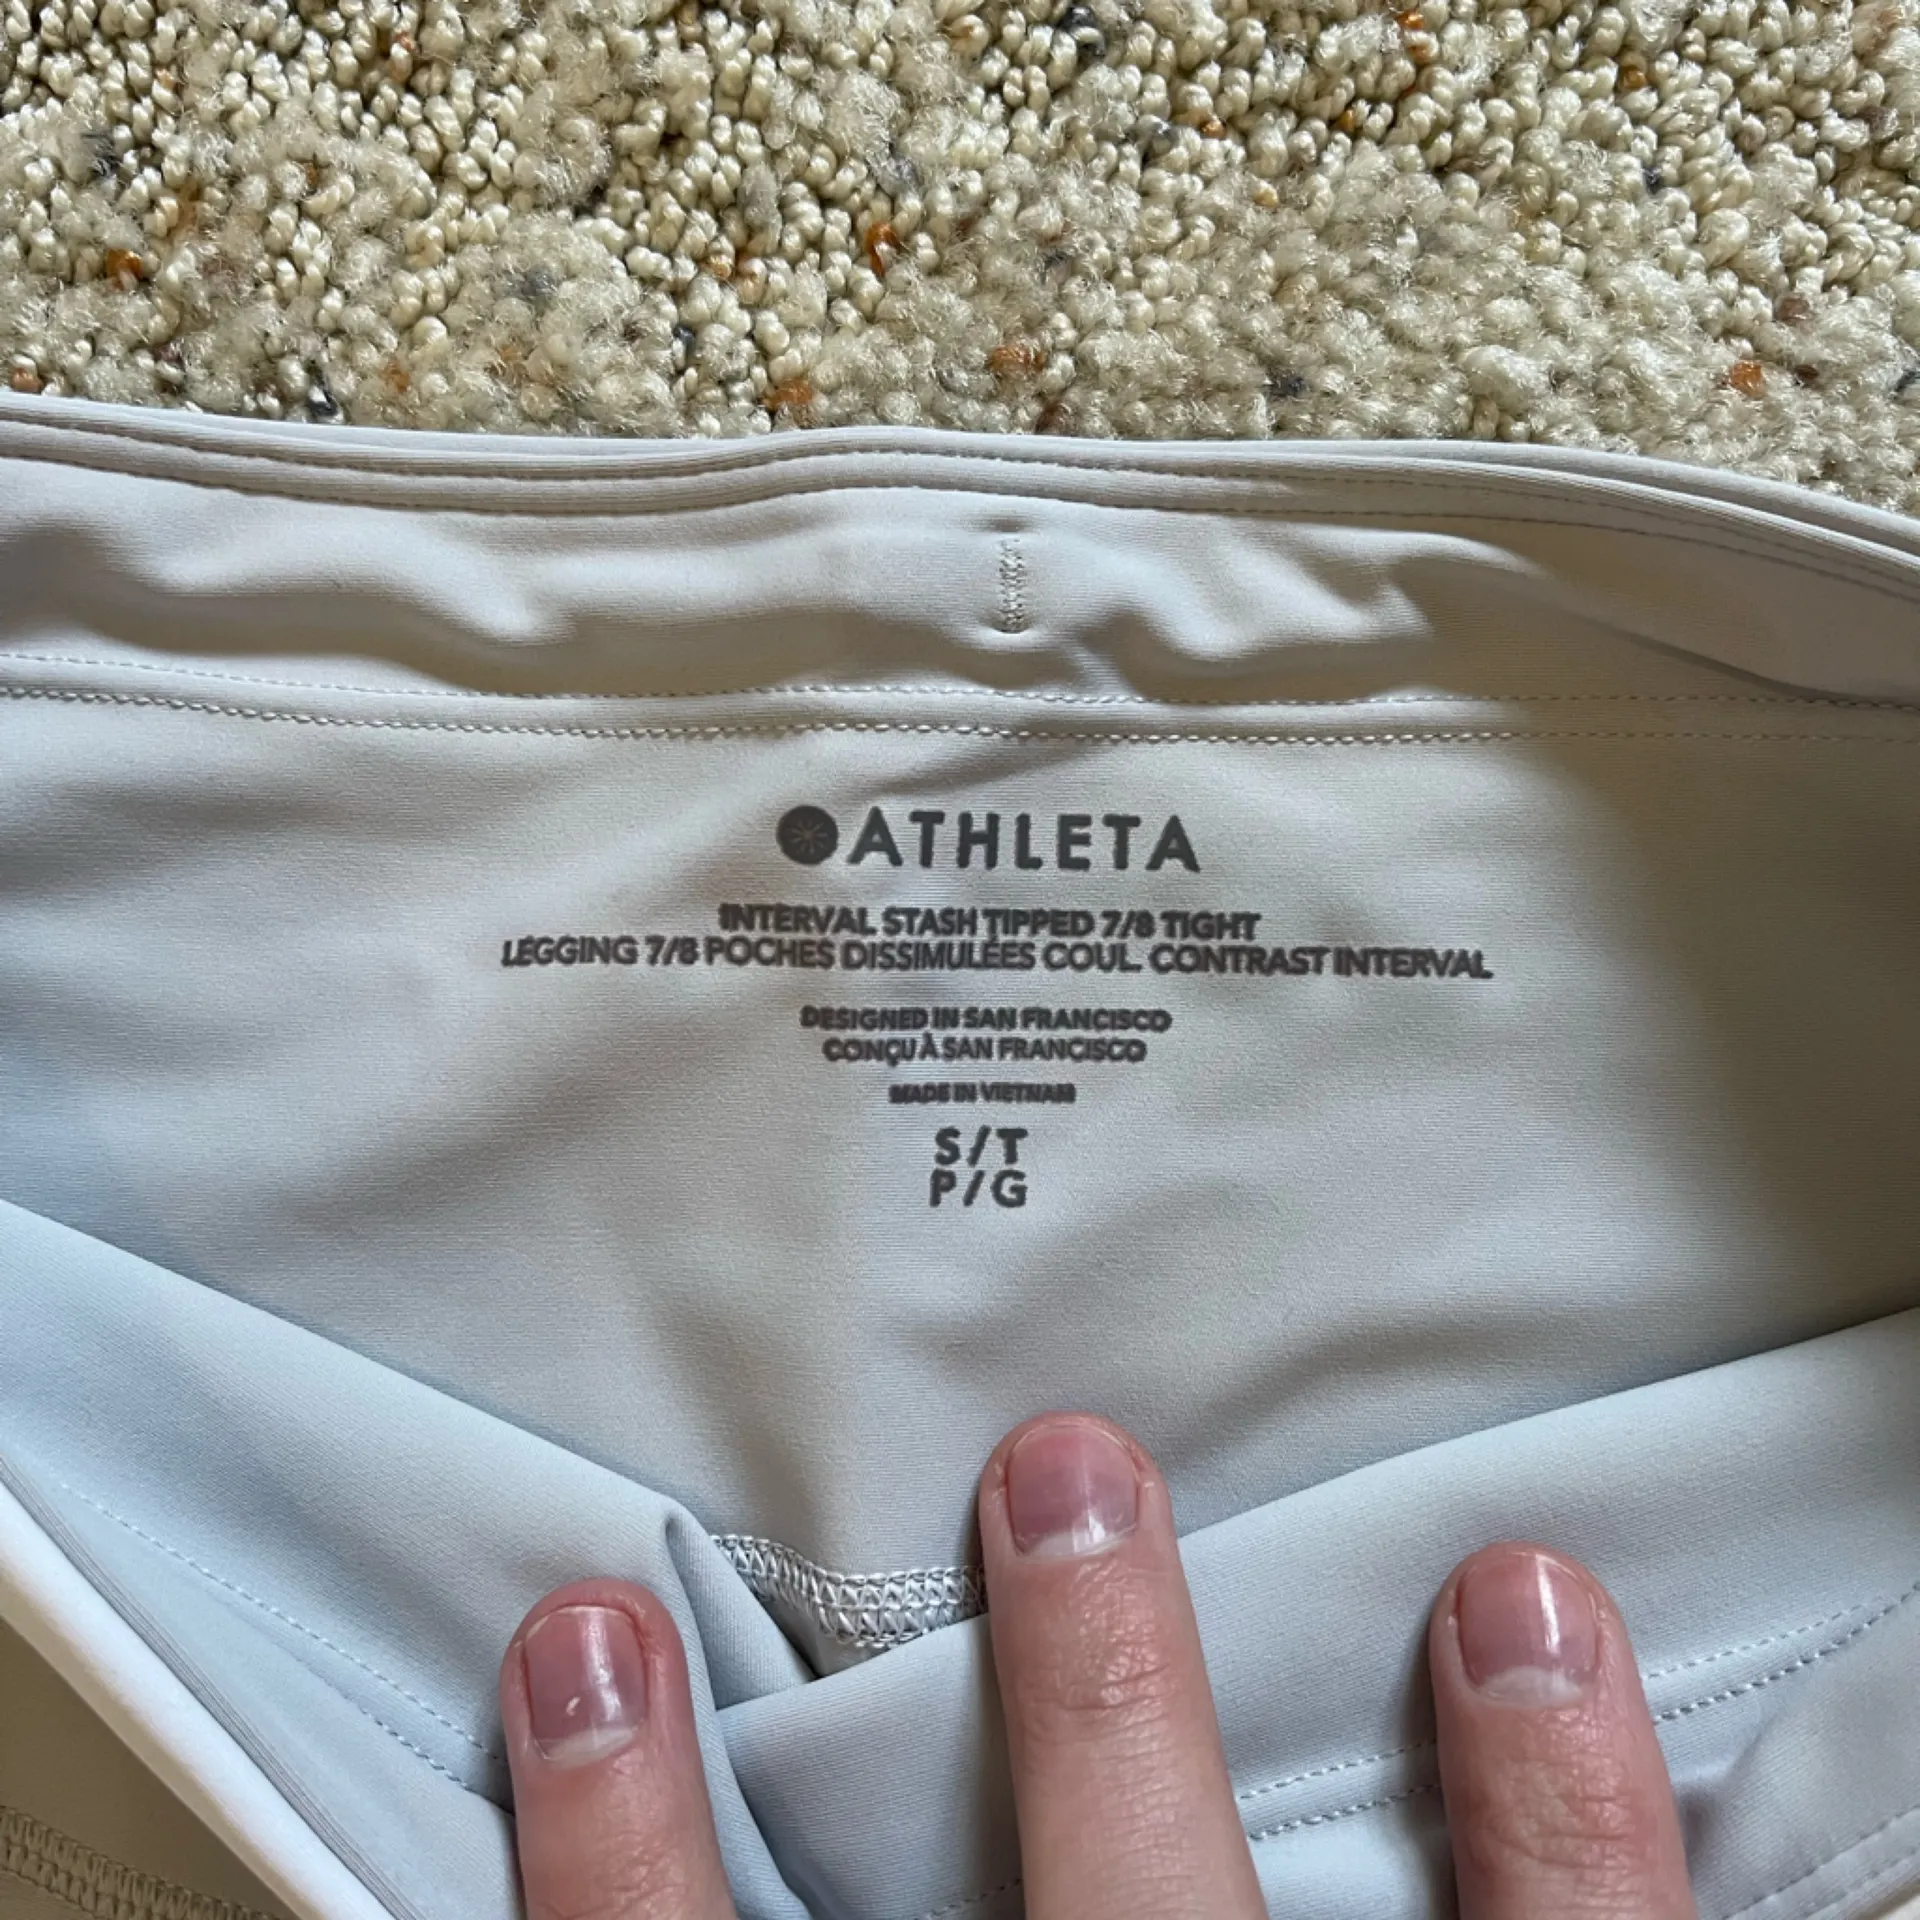 ATHLETA
INTERVAL STASH TIPPED 7/8 TIGHT
LEGGING 7/8 POCHES DISSIMULÉES COUL. CONTRAST INTERVAL
DESIGNED IN SAN FRANCISCO
CONÇU À SAN FRANCISCO
MADE IN VIETNAM
S/T
P/G